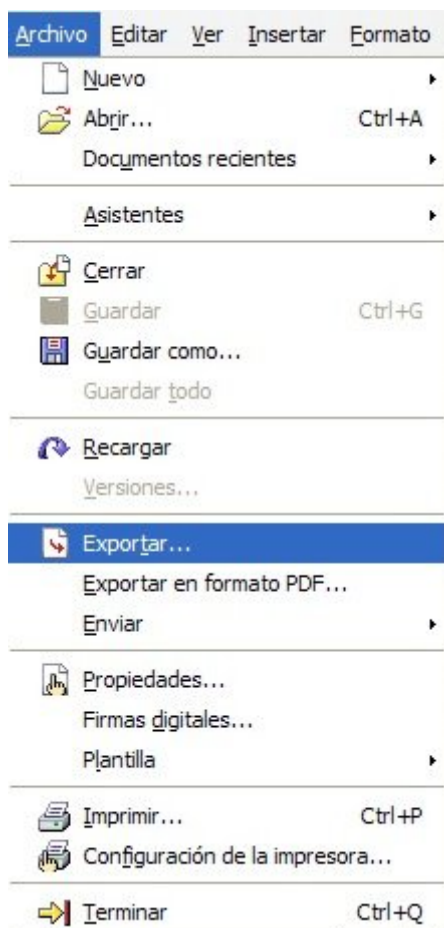 Archivo Editar Ver Insertar Formato
Nuevo
Abrir... Ctrl+A
Documentos recientes
Asistentes
Cerrar
Guardar Ctrl+G
Guardar como...
Guardar todo
Recargar
Versiones...
Exportar...
Exportar en formato PDF...
Enviar
Propiedades...
Firmas digitales...
Plantilla
Imprimir... Ctrl+P
Configuración de la impresora...
Terminar Ctrl+Q